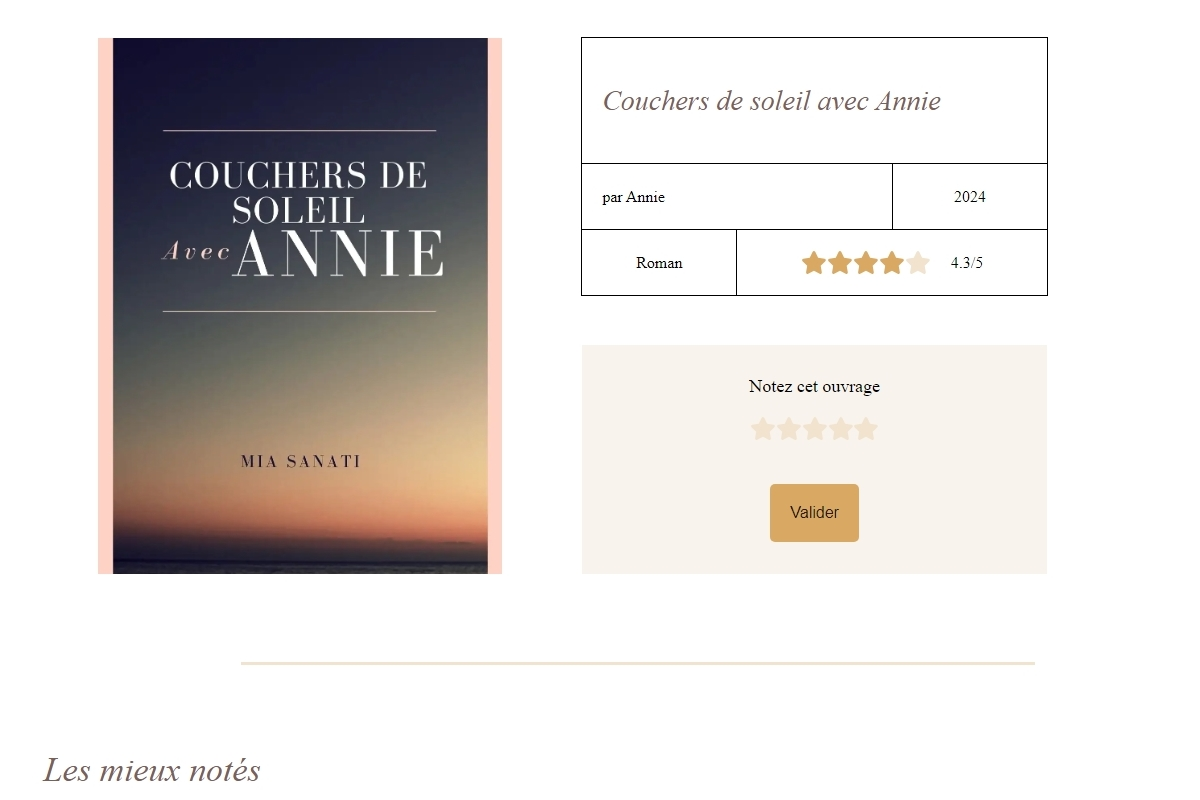 COUCHERS DE
SOLEIL
Avec ANNIE
MIA SANATI
Couchers de soleil avec Annie
par Annie
2024
Roman
4.3/5
Notez cet ouvrage
Valider
Les mieux notés